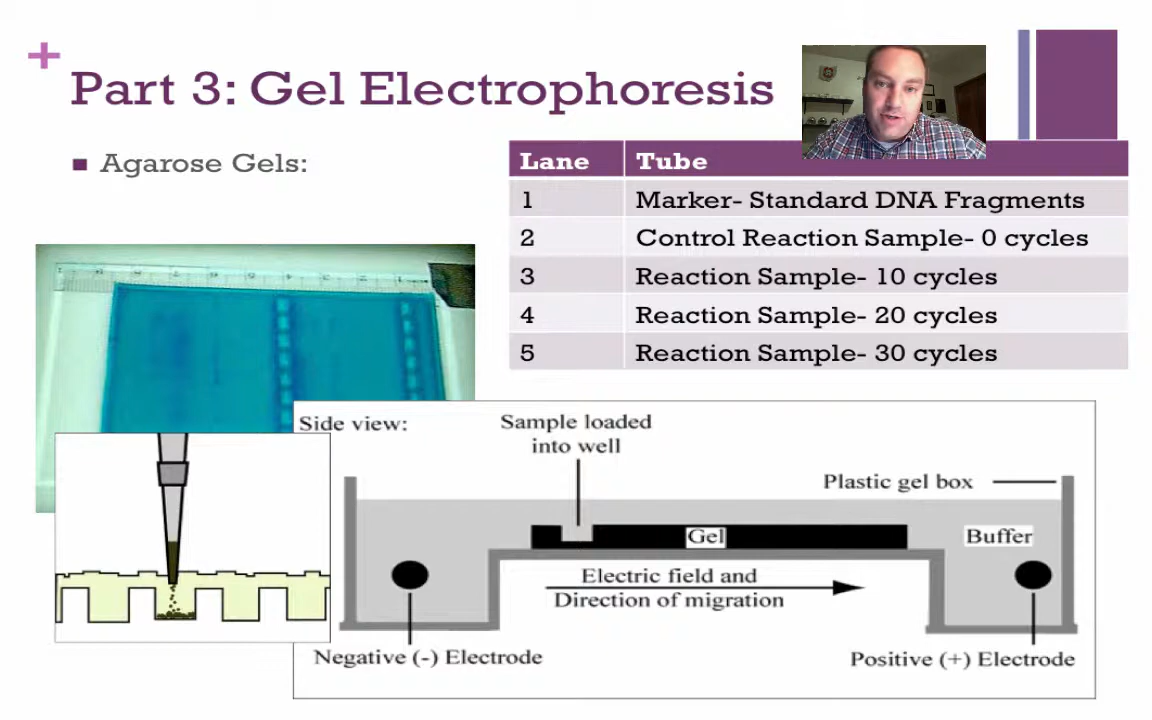 +
Part 3: Gel Electrophoresis
Agarose Gels:
Lane Tube
1 Marker- Standard DNA Fragments
2 Control Reaction Sample- 0 cycles
3 Reaction Sample- 10 cycles
4 Reaction Sample- 20 cycles
5 Reaction Sample- 30 cycles
Side view:
Sample loaded
into well
Plastic gel box
Gel
Buffer
Electric field and
Direction of migration
Negative (-) Electrode
Positive (+) Electrode